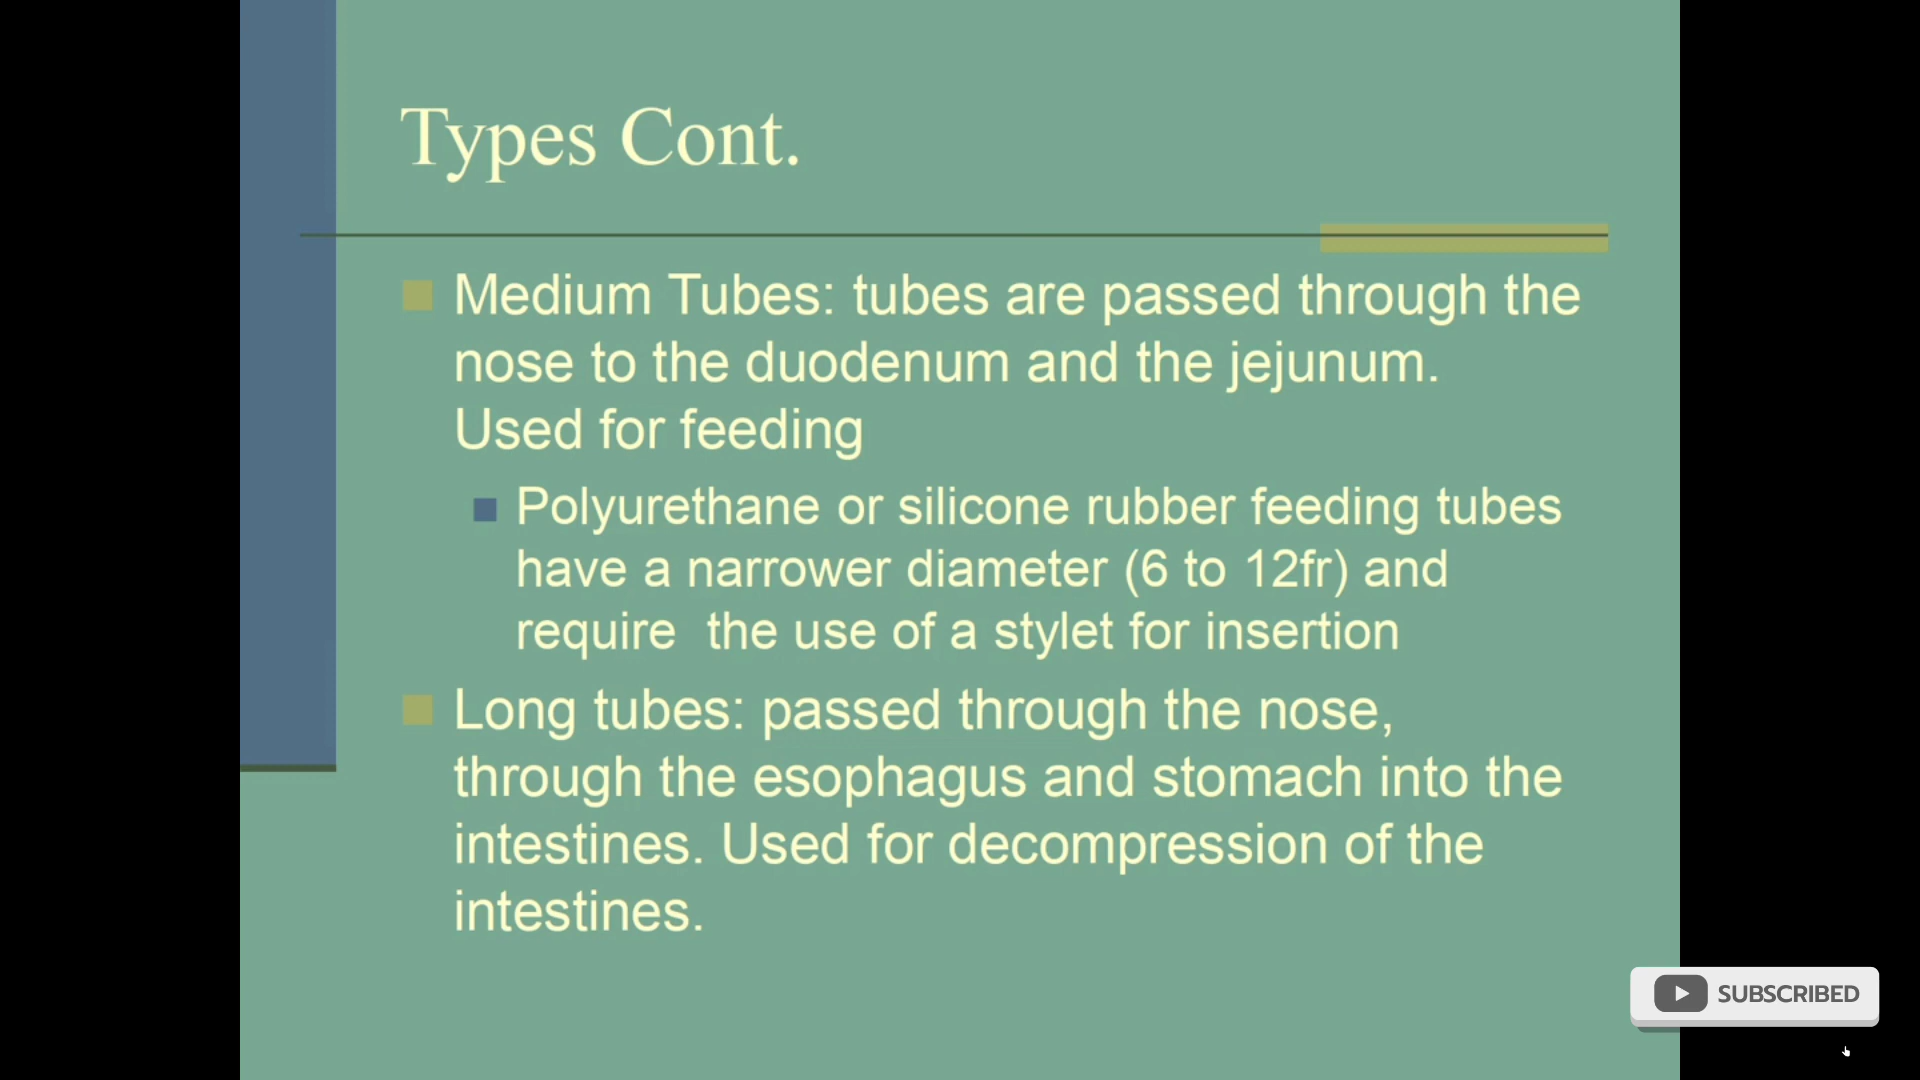 Types Cont.
Medium Tubes: tubes are passed through the
nose to the duodenum and the jejunum.
Used for feeding
Polyurethane or silicone rubber feeding tubes
have a narrower diameter (6 to 12fr) and
require  the use of a stylet for insertion
Long tubes: passed through the nose,
through the esophagus and stomach into the
intestines. Used for decompression of the
intestines.
SUBSCRIBED